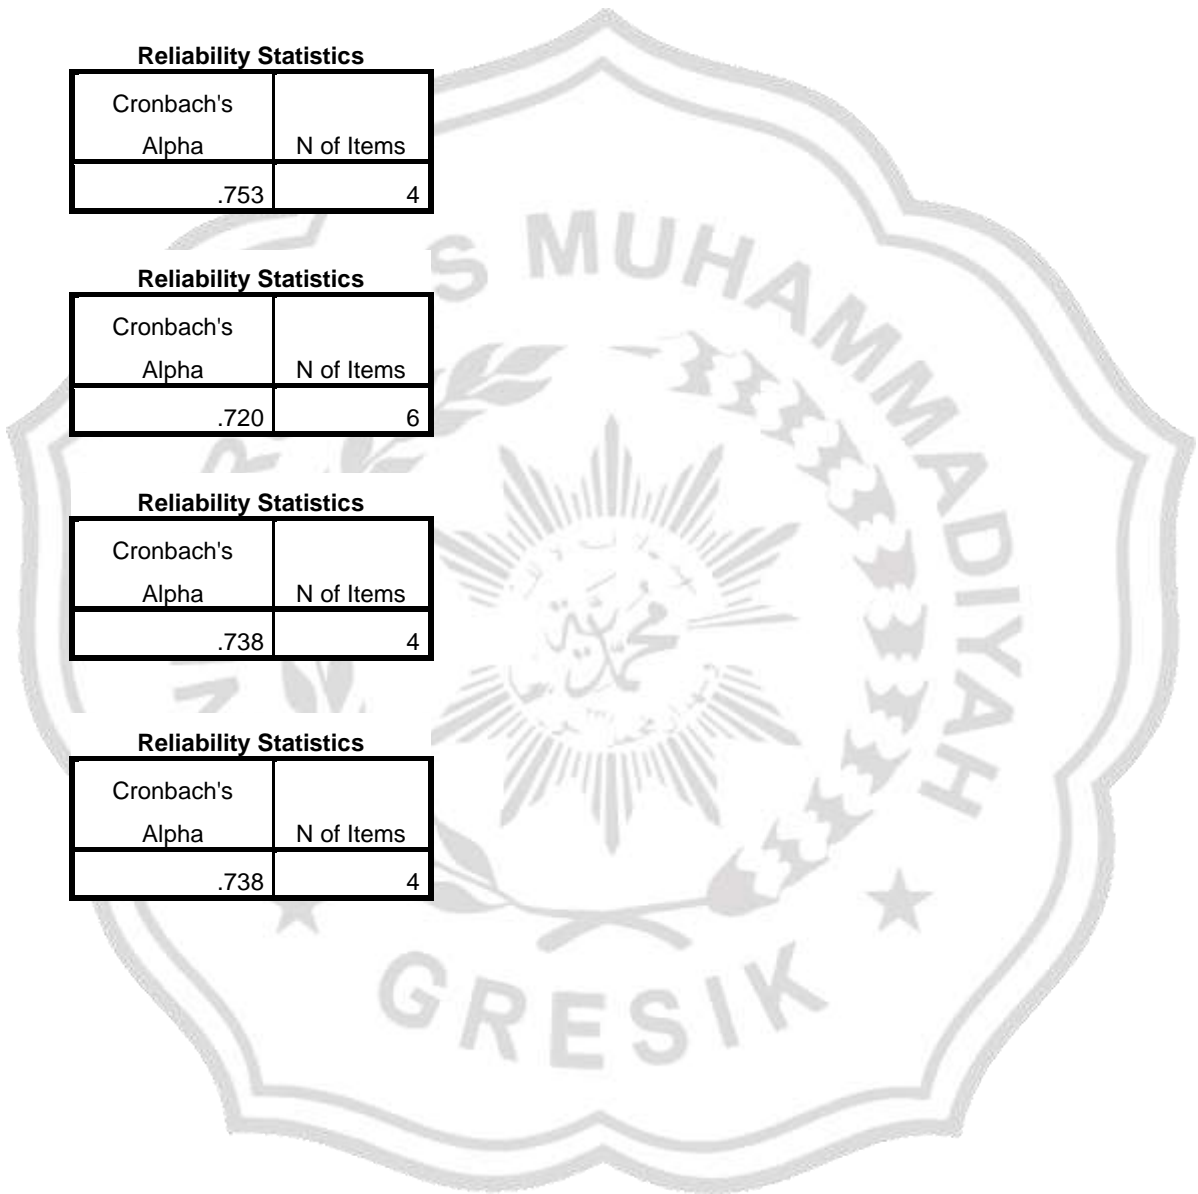 Reliability Statistics
Cronbach's
Alpha N of Items
.753 4
Reliability Statistics
Cronbach's
Alpha N of Items
.720 6
Reliability Statistics
Cronbach's
Alpha N of Items
.738 4
Reliability Statistics
Cronbach's
Alpha N of Items
.738 4
S MUHAMMADIYAH
GRESIK
محمد